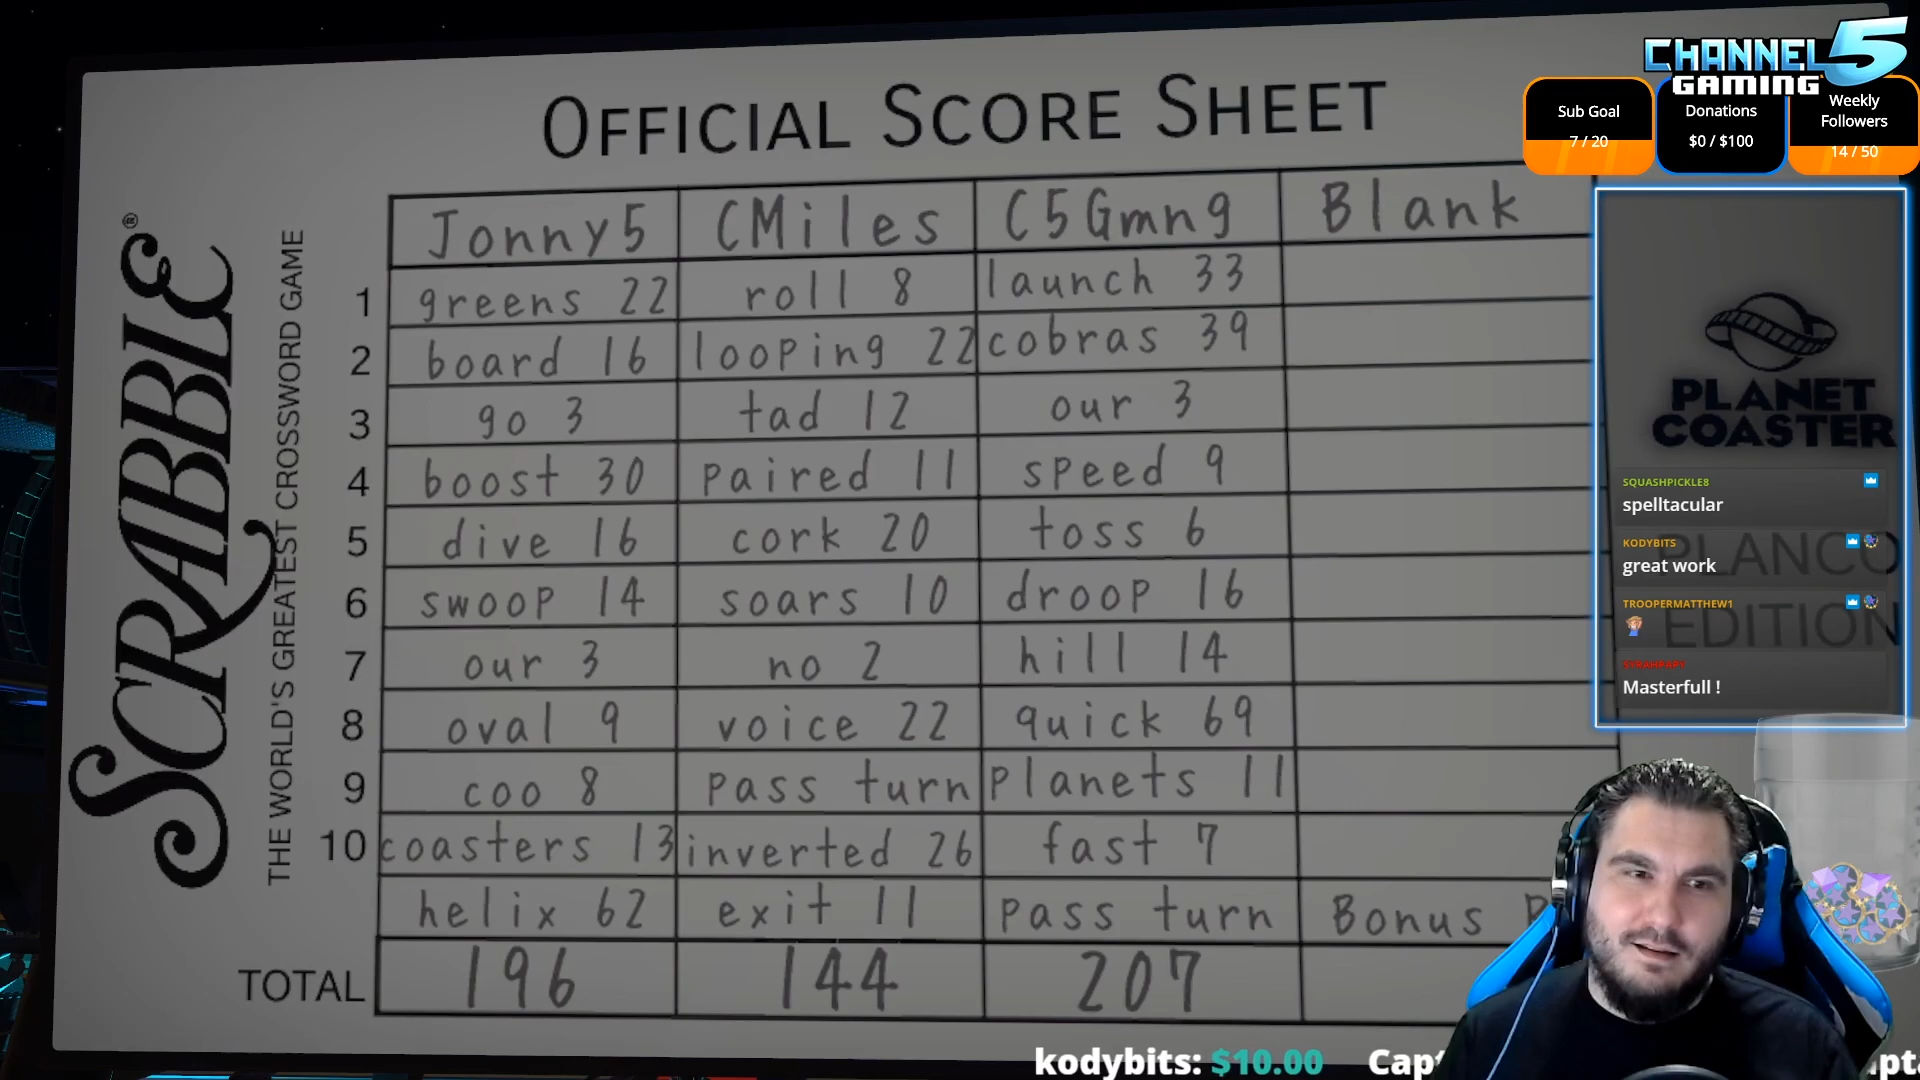 CHANNEL 5
GAMING
Sub Goal
7 / 20
Donations
$0 / $100
Weekly
Followers
14 / 50
OFFICIAL SCORE SHEET
SCRABBLE®
THE WORLD'S GREATEST CROSSWORD GAME
Jonny5 CMiles C5Gmng Blank
1 greens 22 roll 8 launch 33
2 board 16 looping 22 cobras 39
3 go 3 tad 12 our 3
4 boost 30 paired 11 speed 9
5 dive 16 cork 20 toss 6
6 swoop 14 soars 10 droop 16
7 our 3 no 2 hill 14
8 oval 9 voice 22 quick 69
9 coo 8 pass turn planets 11
10 coasters 13 inverted 26 fast 7
helix 62 exit 11 pass turn Bonus
TOTAL 196 144 207
PLANET
COASTER
PLANCO
EDITION
SQUASHPICKLE8
spelltacular
KODYBITS
great work
TROOPERMATTHEW1
Masterfull !
kodybits: $10.00